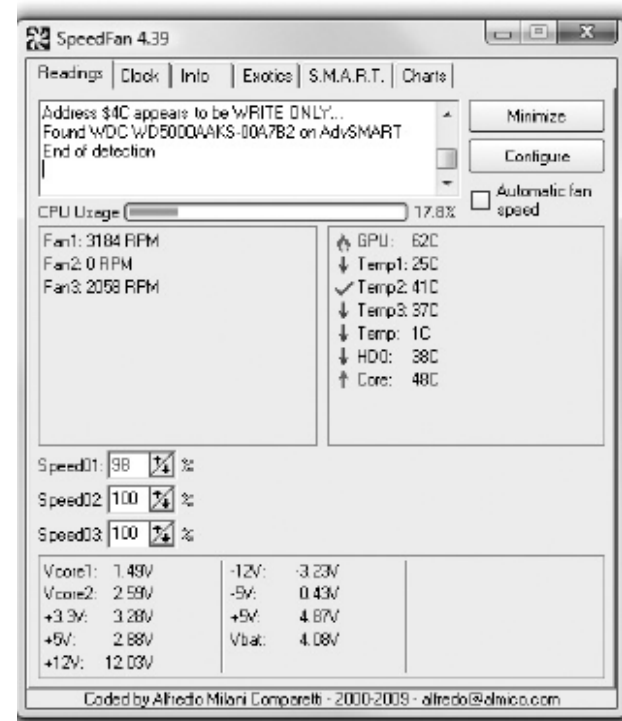 SpeedFan 4.39
Readings Clock Info Exotics S.M.A.R.T. Charts
Address $4C appears to be WRITE ONLY...
Found WDC WD5000AAKS-00A7B2 on AdvSMART
End of detection
Minimize
Configure
Automatic fan speed
CPU Usage 17.8%
Fan1: 3184 RPM
Fan2: 0 RPM
Fan3: 2058 RPM
GPU: 62C
Temp1: 25C
Temp2: 41C
Temp3: 37C
Temp: 1C
HD0: 38C
Core: 48C
Speed01: 98 %
Speed02: 100 %
Speed03: 100 %
Vcore1: 1.49V
Vcore2: 2.59V
+3.3V: 3.28V
+5V: 2.88V
+12V: 12.03V
-12V: -3.23V
-5V: 0.43V
+5V: 4.87V
Vbat: 4.08V
Coded by Alfredo Milani Comparetti - 2000-2009 - alfredo@almico.com